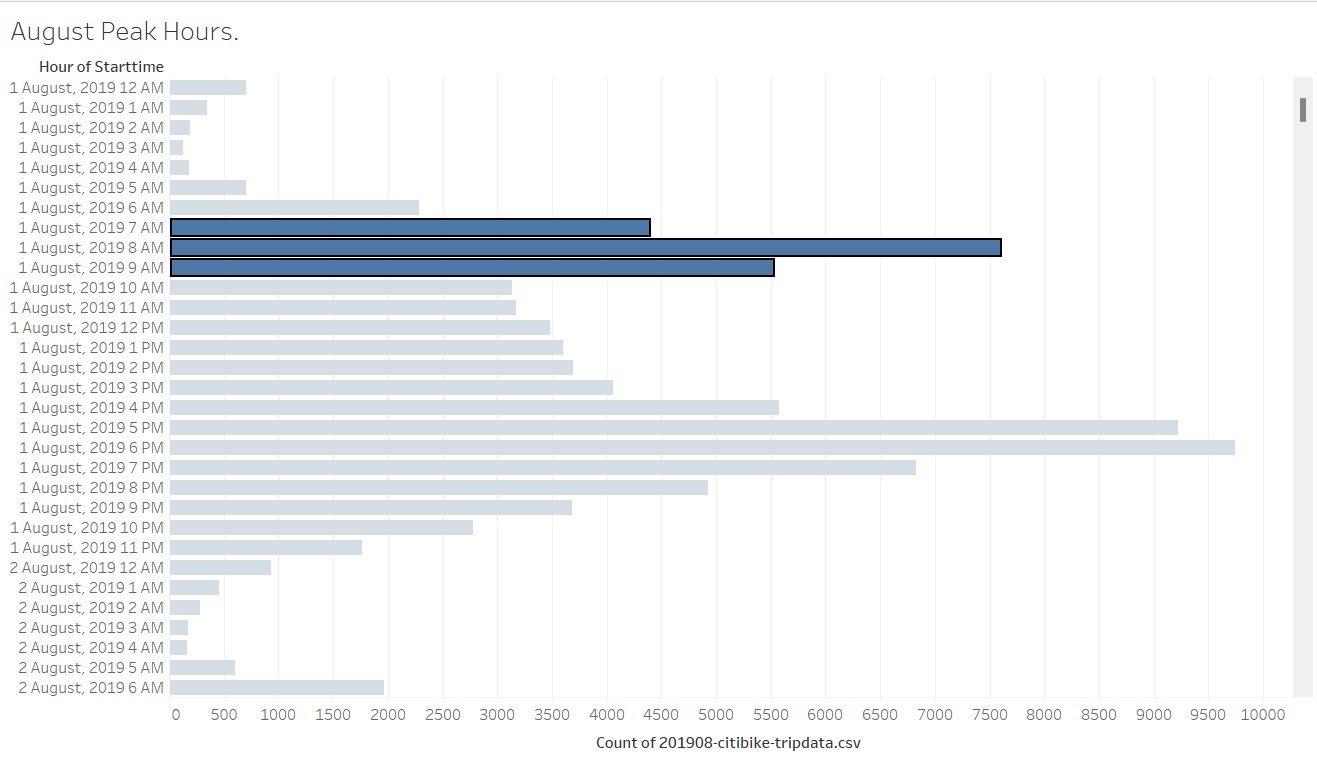 August Peak Hours.
Hour of Starttime
1 August, 2019 12 AM
1 August, 2019 1 AM
1 August, 2019 2 AM
1 August, 2019 3 AM
1 August, 2019 4 AM
1 August, 2019 5 AM
1 August, 2019 6 AM
1 August, 2019 7 AM
1 August, 2019 8 AM
1 August, 2019 9 AM
1 August, 2019 10 AM
1 August, 2019 11 AM
1 August, 2019 12 PM
1 August, 2019 1 PM
1 August, 2019 2 PM
1 August, 2019 3 PM
1 August, 2019 4 PM
1 August, 2019 5 PM
1 August, 2019 6 PM
1 August, 2019 7 PM
1 August, 2019 8 PM
1 August, 2019 9 PM
1 August, 2019 10 PM
1 August, 2019 11 PM
2 August, 2019 12 AM
2 August, 2019 1 AM
2 August, 2019 2 AM
2 August, 2019 3 AM
2 August, 2019 4 AM
2 August, 2019 5 AM
2 August, 2019 6 AM
0 500 1000 1500 2000 2500 3000 3500 4000 4500 5000 5500 6000 6500 7000 7500 8000 8500 9000 9500 10000
Count of 201908-citibike-tripdata.csv